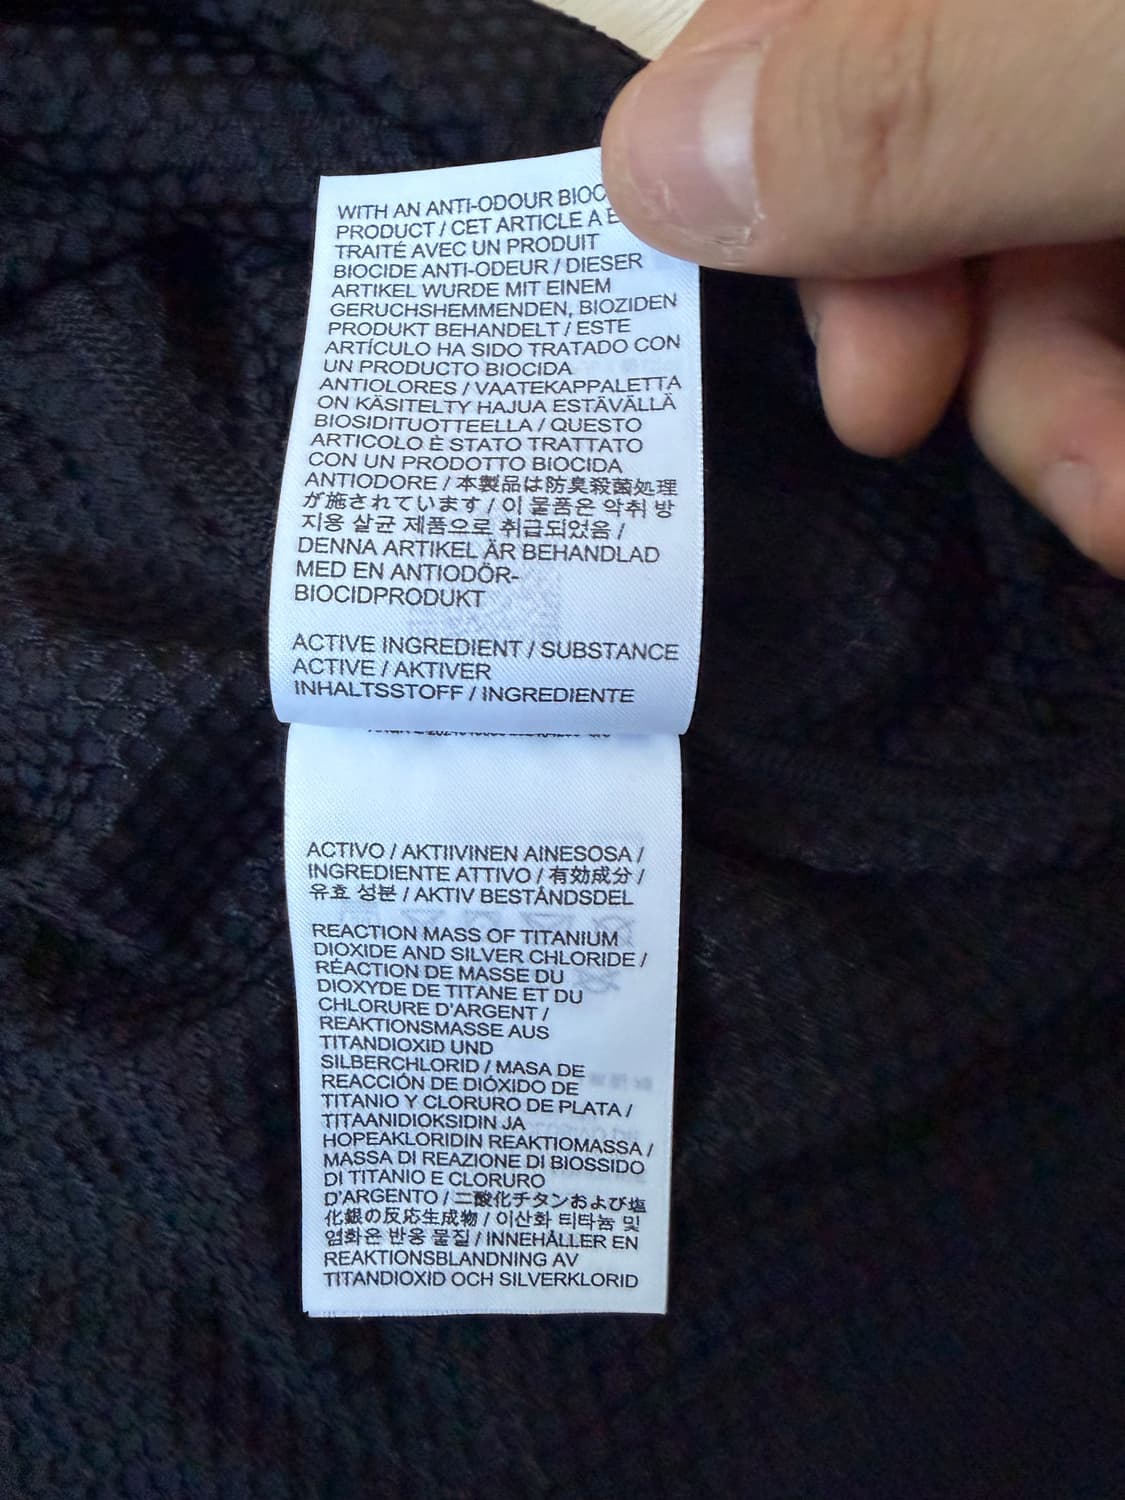 WITH AN ANTI-ODOUR
PRODUCT / CET ARTICLE A
TRAITÉ AVEC UN PRODUIT
BIOCIDE ANTI-ODEUR / DIESER
ARTIKEL WURDE MIT EINEM
GERUCHSHEMMENDEN, BIOZIDEN
PRODUKT BEHANDELT / ESTE
ARTÍCULO HA SIDO TRATADO CON
UN PRODUCTO BIOCIDA
ANTIOLORES / VAATEKAPPALETTA
ON KÄSITELTY HAJUA ESTÄVÄLLÄ
BIOSIDITUOTTEELLA / QUESTO
ARTICOLO È STATO TRATTATO
CON UN PRODOTTO BIOCIDA
ANTIODORE / 本製品は防臭殺菌処理
が施されています / 이 물품은 악취 방
지용 살균 제품으로 취급되었음 /
DENNA ARTIKEL ÄR BEHANDLAD
MED EN ANTIODÖR-
BIOCIDPRODUKT
ACTIVE INGREDIENT / SUBSTANCE
ACTIVE / AKTIVER
INHALTSSTOFF / INGREDIENTE
ACTIVO / AKTIIVINEN AINESOSA /
INGREDIENTE ATTIVO / 有効成分 /
유효 성분 / AKTIV BESTÅNDSDEL
REACTION MASS OF TITANIUM
DIOXIDE AND SILVER CHLORIDE /
RÉACTION DE MASSE DU
DIOXYDE DE TITANE ET DU
CHLORURE D'ARGENT /
REAKTIONSMASSE AUS
TITANDIOXID UND
SILBERCHLORID / MASA DE
REACCIÓN DE DIÓXIDO DE
TITANIO Y CLORURO DE PLATA /
TITAANIDIOKSIDIN JA
HOPEAKLORIDIN REAKTIOMASSA /
MASSA DI REAZIONE DI BIOSSIDO
DI TITANIO E CLORURO
D'ARGENTO / 二酸化チタンおよび塩
化銀の反応生成物 / 이산화 티타늄 및
염화은 반응 물질 / INNEHÅLLER EN
REAKTIONSBLANDNING AV
TITANDIOXID OCH SILVERKLORID